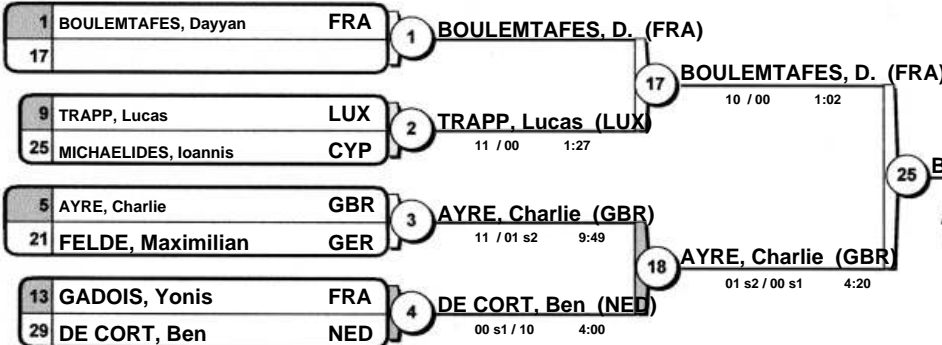 1 BOULEMTAFES, Dayyan FRA
17
1
BOULEMTAFES, D. (FRA)
9 TRAPP, Lucas LUX
25 MICHAELIDES, Ioannis CYP
2
TRAPP, Lucas (LUX)
11 / 00 1:27
17
BOULEMTAFES, D. (FRA)
10 / 00 1:02
5 AYRE, Charlie GBR
21 FELDE, Maximilian GER
3
AYRE, Charlie (GBR)
11 / 01 s2 9:49
13 GADOIS, Yonis FRA
29 DE CORT, Ben NED
4
DE CORT, Ben (NED)
00 s1 / 10 4:00
18
AYRE, Charlie (GBR)
01 s2 / 00 s1 4:20
25
B